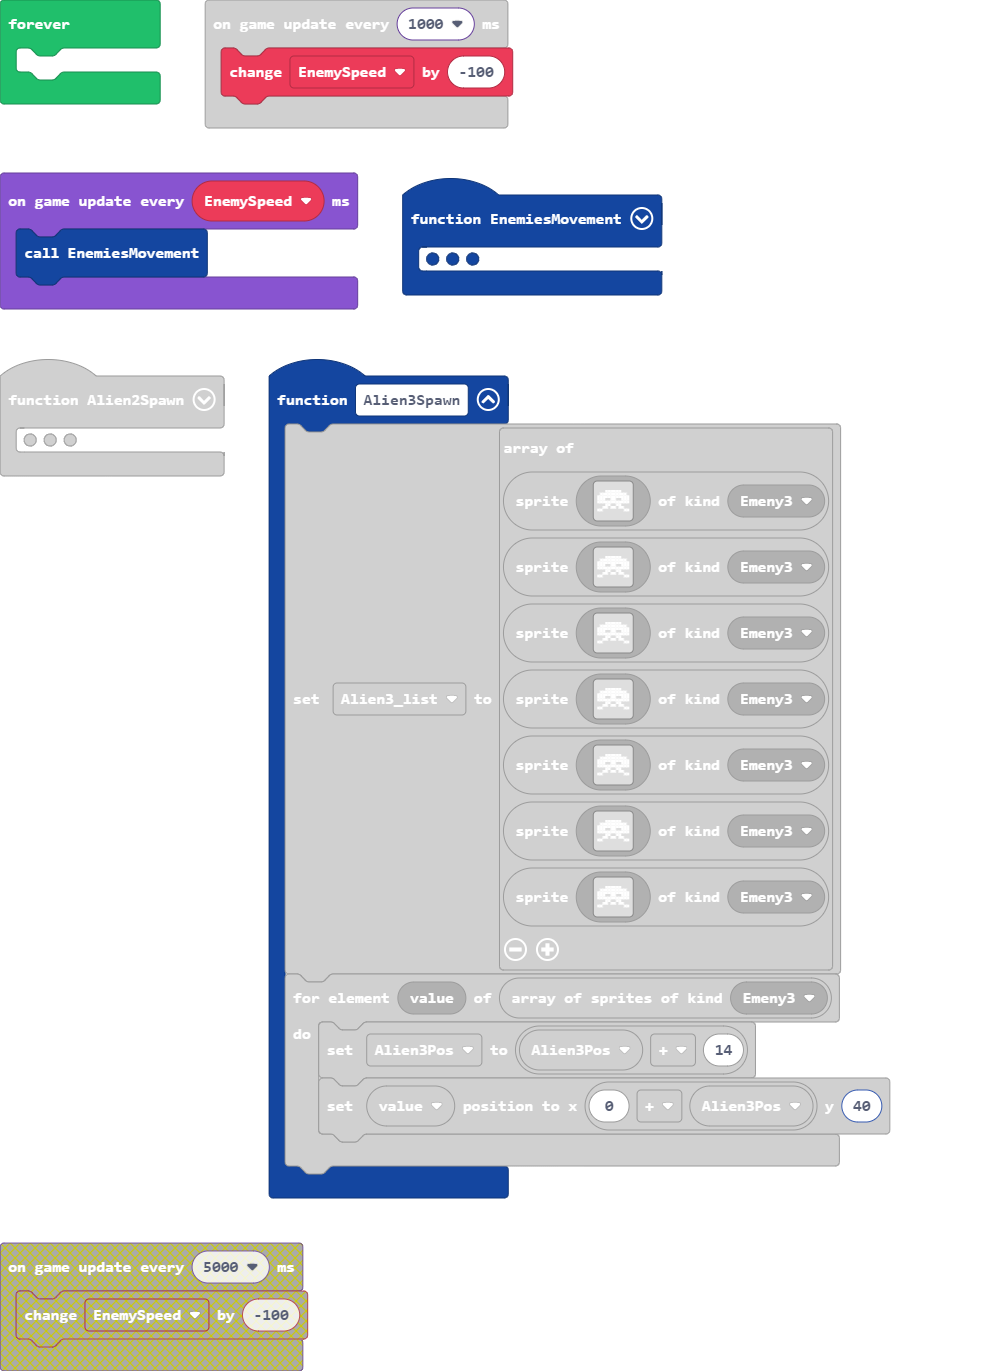 forever
on game update every 1000 ms
change EnemySpeed by -100
on game update every EnemySpeed ms
call EnemiesMovement
function EnemiesMovement
function Alien2Spawn
function Alien3Spawn
array of
sprite of kind Emeny3
sprite of kind Emeny3
sprite of kind Emeny3
set Alien3_list to sprite of kind Emeny3
sprite of kind Emeny3
sprite of kind Emeny3
sprite of kind Emeny3
for element value of array of sprites of kind Emeny3
do
set Alien3Pos to Alien3Pos + 14
set value position to x 0 + Alien3Pos y 40
on game update every 5000 ms
change EnemySpeed by -100